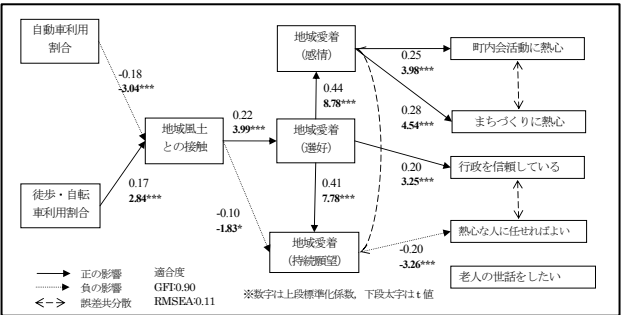 自動車利用
割合
-0.18
-3.04***
徒歩・自転
車利用割合
0.17
2.84***
地域風土
との接触
0.22
3.99***
-0.10
-1.83*
地域愛着
(感情)
0.44
8.78***
地域愛着
(選好)
0.41
7.78***
地域愛着
(持続願望)
0.25
3.98***
0.28
4.54***
0.20
3.25***
-0.20
-3.26***
町内会活動に熱心
まちづくりに熱心
行政を信頼している
熱心な人に任せればよい
老人の世話をしたい
正の影響
負の影響
誤差共分散
適合度
GFI:0.90
RMSEA:0.11
※数字は上段標準化係数，下段太字は t 値